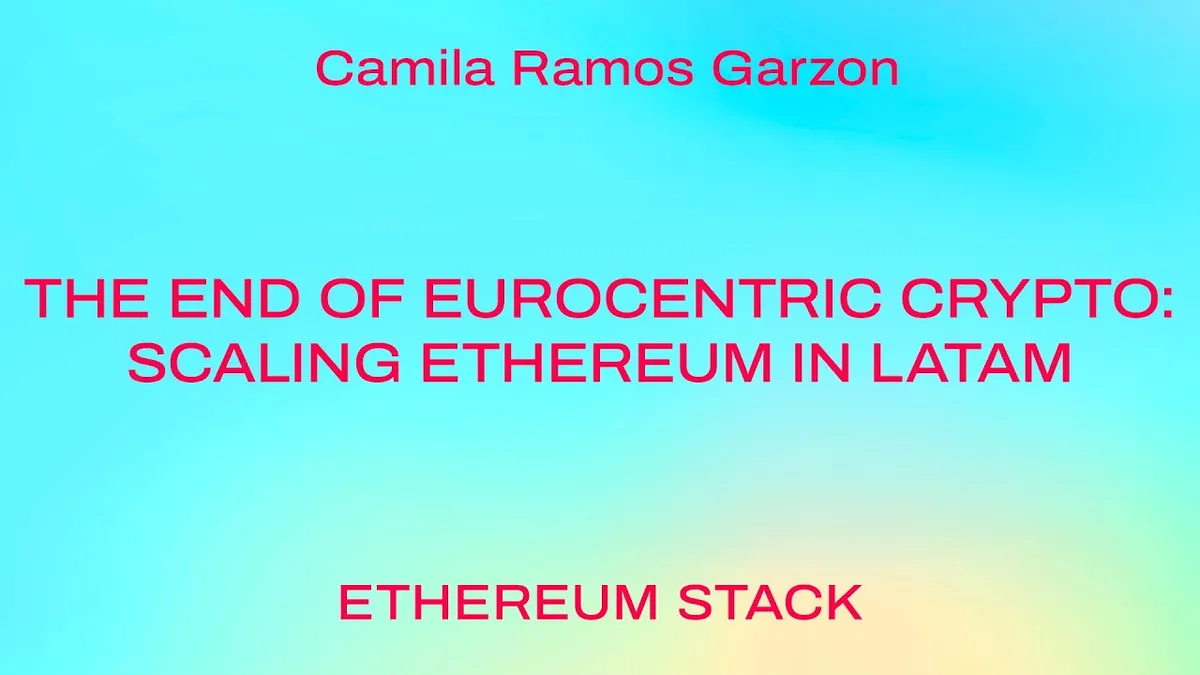 Camila Ramos Garzon
THE END OF EUROCENTRIC CRYPTO:
SCALING ETHEREUM IN LATAM
ETHEREUM STACK